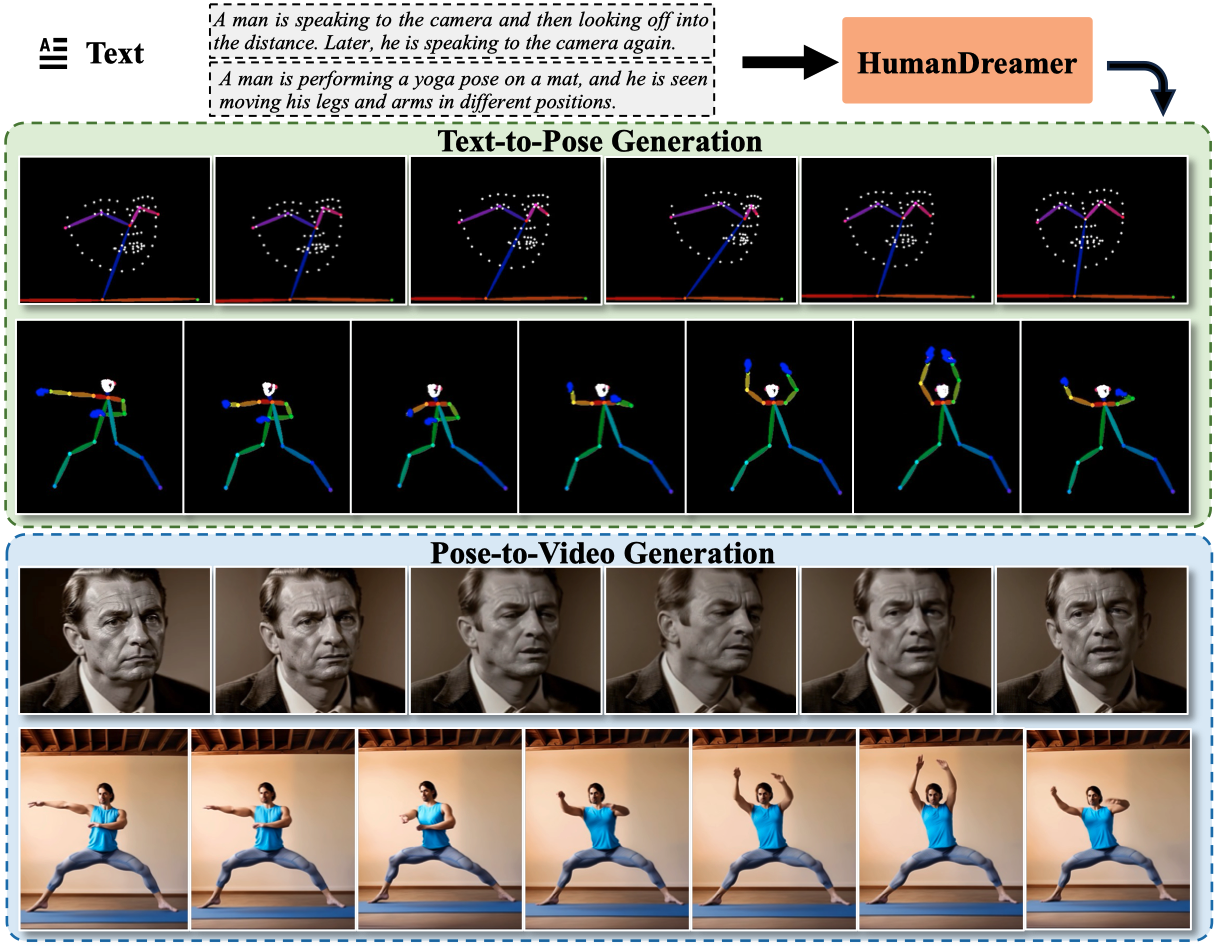 Text
A man is speaking to the camera and then looking off into
the distance. Later, he is speaking to the camera again.
A man is performing a yoga pose on a mat, and he is seen
moving his legs and arms in different positions.
HumanDreamer
Text-to-Pose Generation
Pose-to-Video Generation